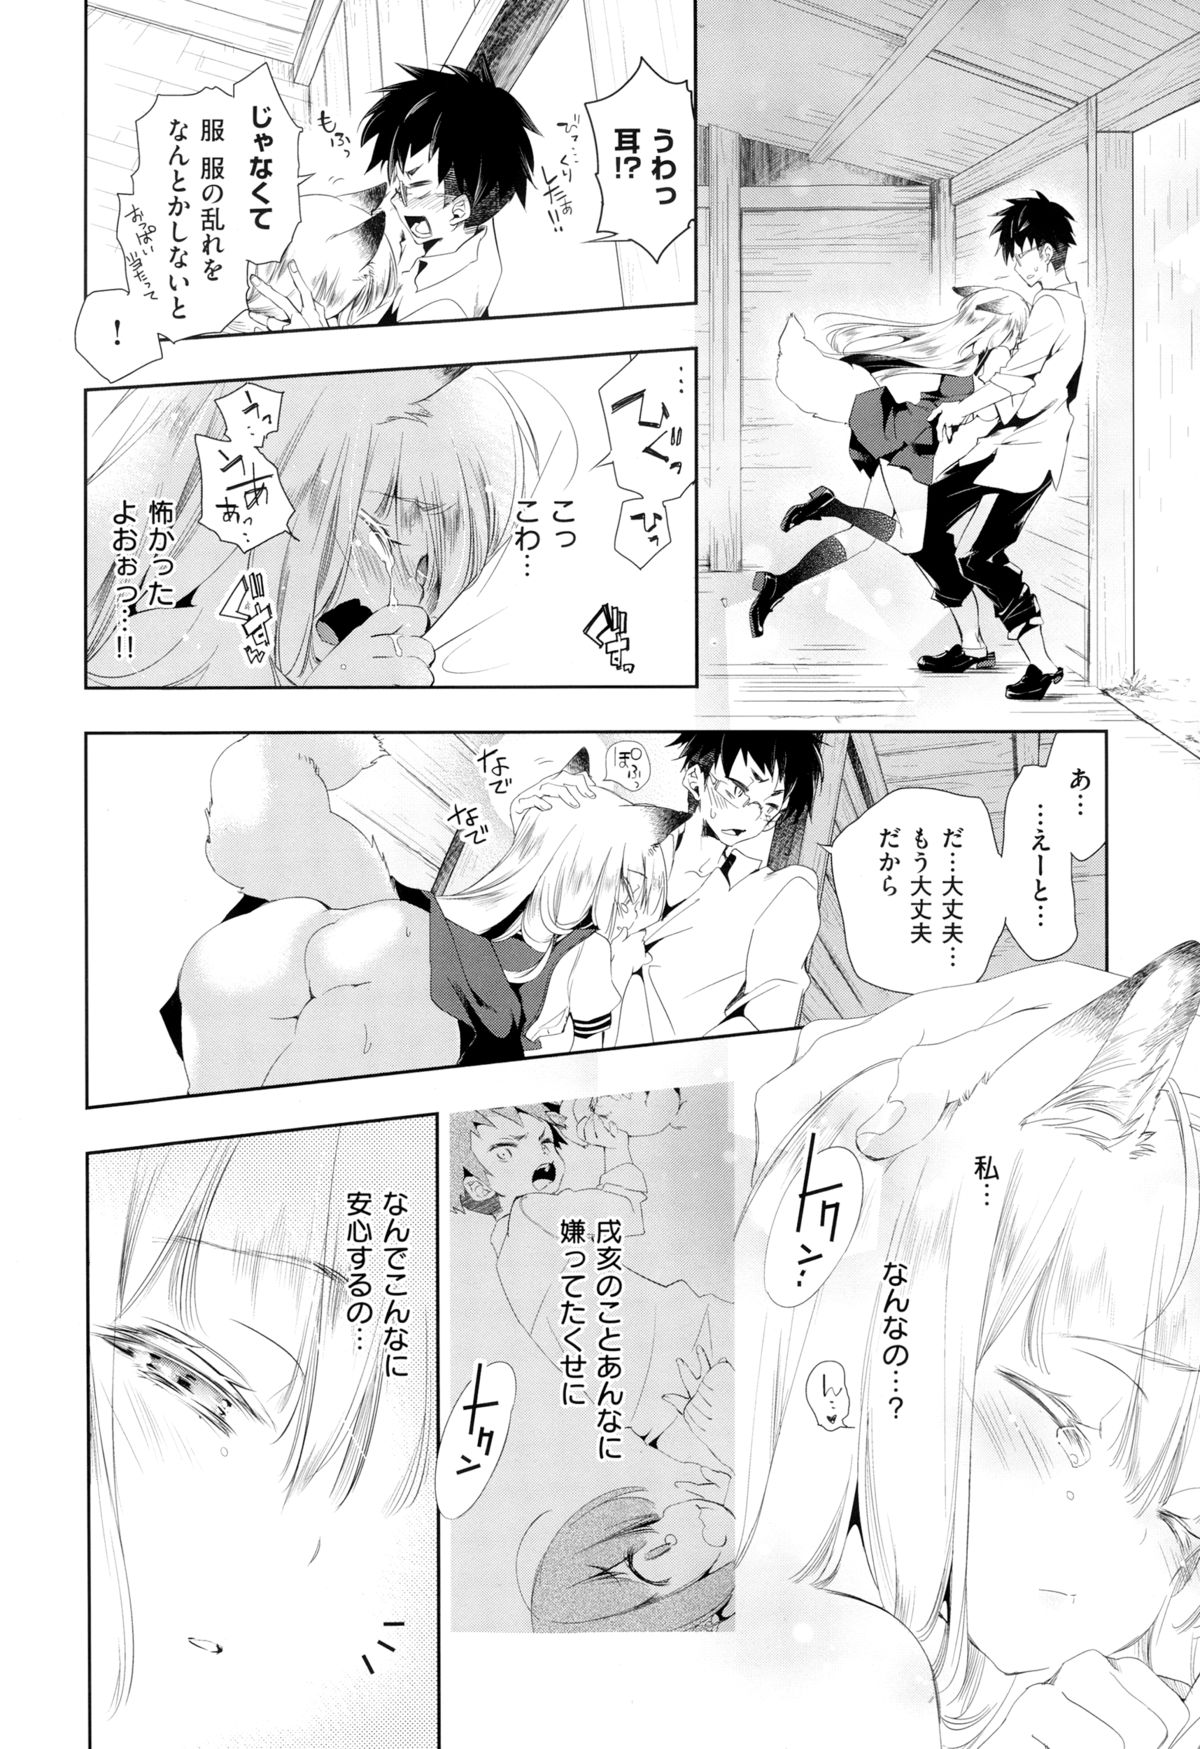 うわっ
耳!?
びっ…くり
したぁ
!!
もふっ
じゃなくて
服 服の乱れを
なんとかしないと
おっぱい
当たって
!
…ひぐっ
ひっ
こっ
こわ…
うっ
うあぁ
あっ…
怖かった
よおぉっ…!!
ぐすっ
ぐすっ
あ…
…えーと…
だ…大丈夫…
もう大丈夫
だから
ぽふっ
なで
なで
私…
なんなの…?
トクン…
ん…♥
戌亥のことあんなに
嫌ってたくせに
トクン
なんでこんなに
安心するの…